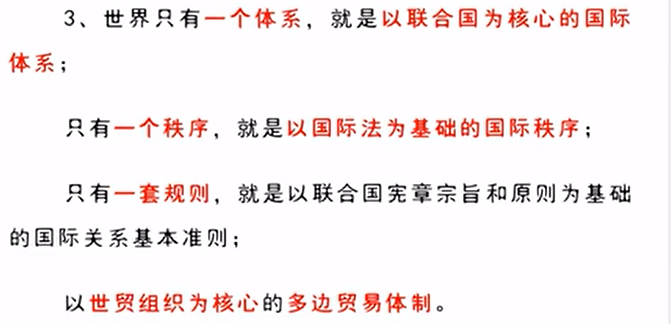 3、世界只有一个体系，就是以联合国为核心的国际
体系；
只有一个秩序，就是以国际法为基础的国际秩序；
只有一套规则，就是以联合国宪章宗旨和原则为基础
的国际关系基本准则；
以世贸组织为核心的多边贸易体制。